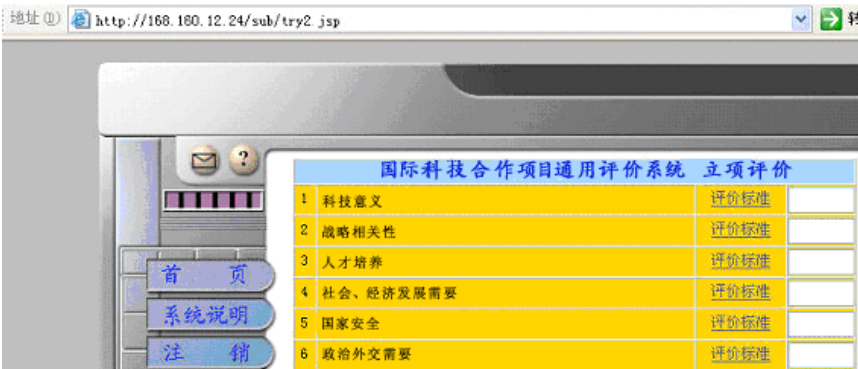 地址(D) http://168.160.12.24/sub/try2.jsp
国际科技合作项目通用评价系统 立项评价
1 科技意义 评价标准
2 战略相关性 评价标准
3 人才培养 评价标准
4 社会、经济发展需要 评价标准
5 国家安全 评价标准
6 政治外交需要 评价标准
首 页
系统说明
注 销